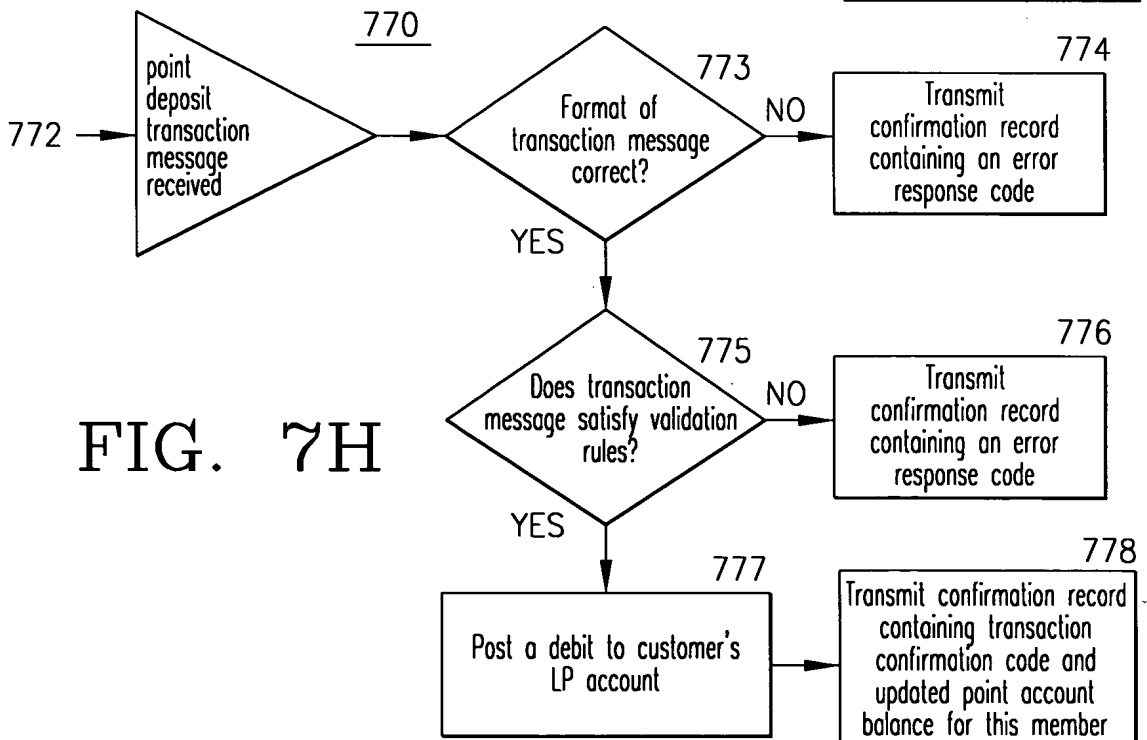 770
772
point
deposit
transaction
message
received
773
Format of
transaction message
correct?
NO
774
Transmit
confirmation record
containing an error
response code
YES
775
Does transaction
message satisfy validation
rules?
NO
776
Transmit
confirmation record
containing an error
response code
FIG. 7H
YES
777
Post a debit to customer's
LP account
778
Transmit confirmation record
containing transaction
confirmation code and
updated point account
balance for this member